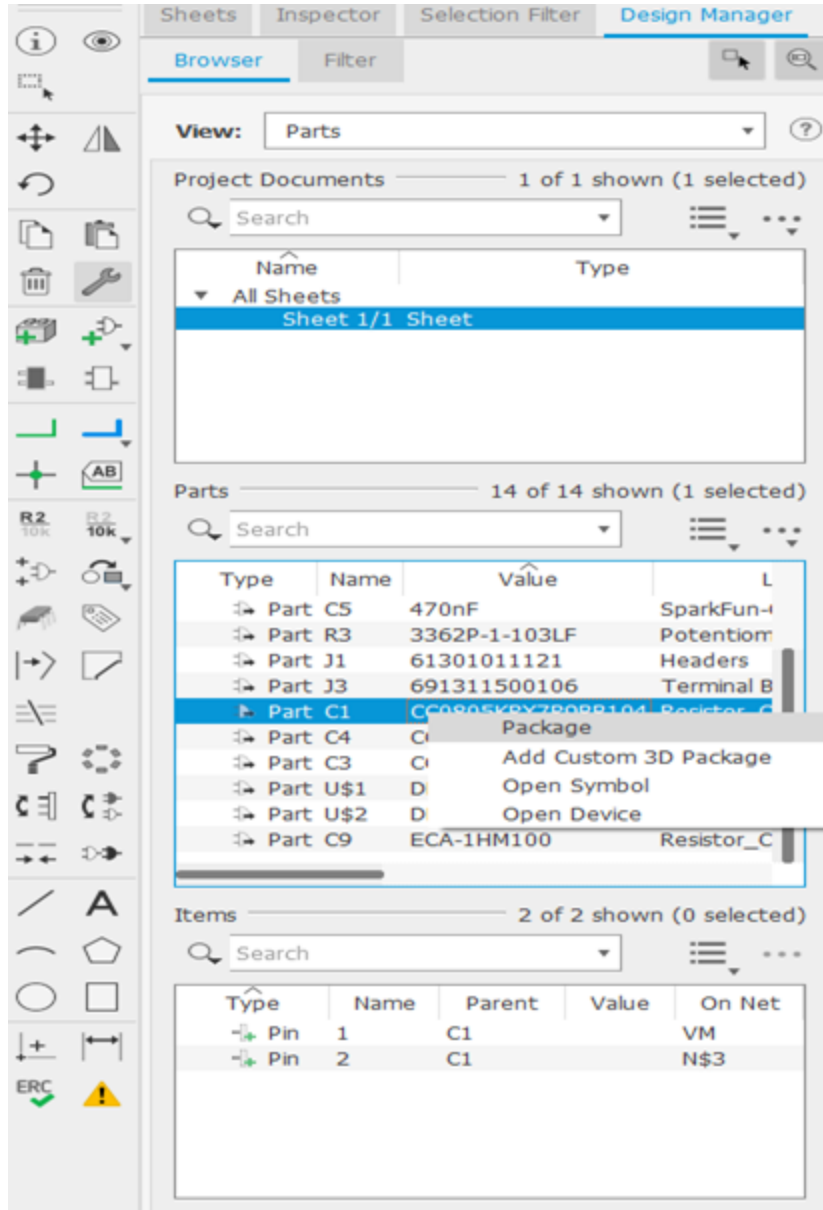 Sheets Inspector Selection Filter Design Manager
Browser Filter
View: Parts
Project Documents 1 of 1 shown (1 selected)
Search
Name Type
All Sheets
Sheet 1/1 Sheet
AB
Parts 14 of 14 shown (1 selected)
R2 10k R2 10k
Search
Type Name Value L
Part C5 470nF SparkFun-
Part R3 3362P-1-103LF Potentiom
Part J1 61301011121 Headers
Part J3 691311500106 Terminal B
Part C1
Package
Part C4 C
Add Custom 3D Package
Part C3 C
Open Symbol
Part U$1 D
Open Device
Part U$2 D
Part C9 ECA-1HM100 Resistor_C
A
Items 2 of 2 shown (0 selected)
Search
Type Name Parent Value On Net
Pin 1 C1 VM
Pin 2 C1 N$3
ERC